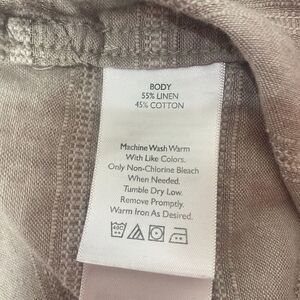 BODY
55% LINEN
45% COTTON
Machine Wash Warm
With Like Colors.
Only Non-Chlorine Bleach
When Needed.
Tumble Dry Low.
Remove Promptly.
Warm Iron As Desired.
40C